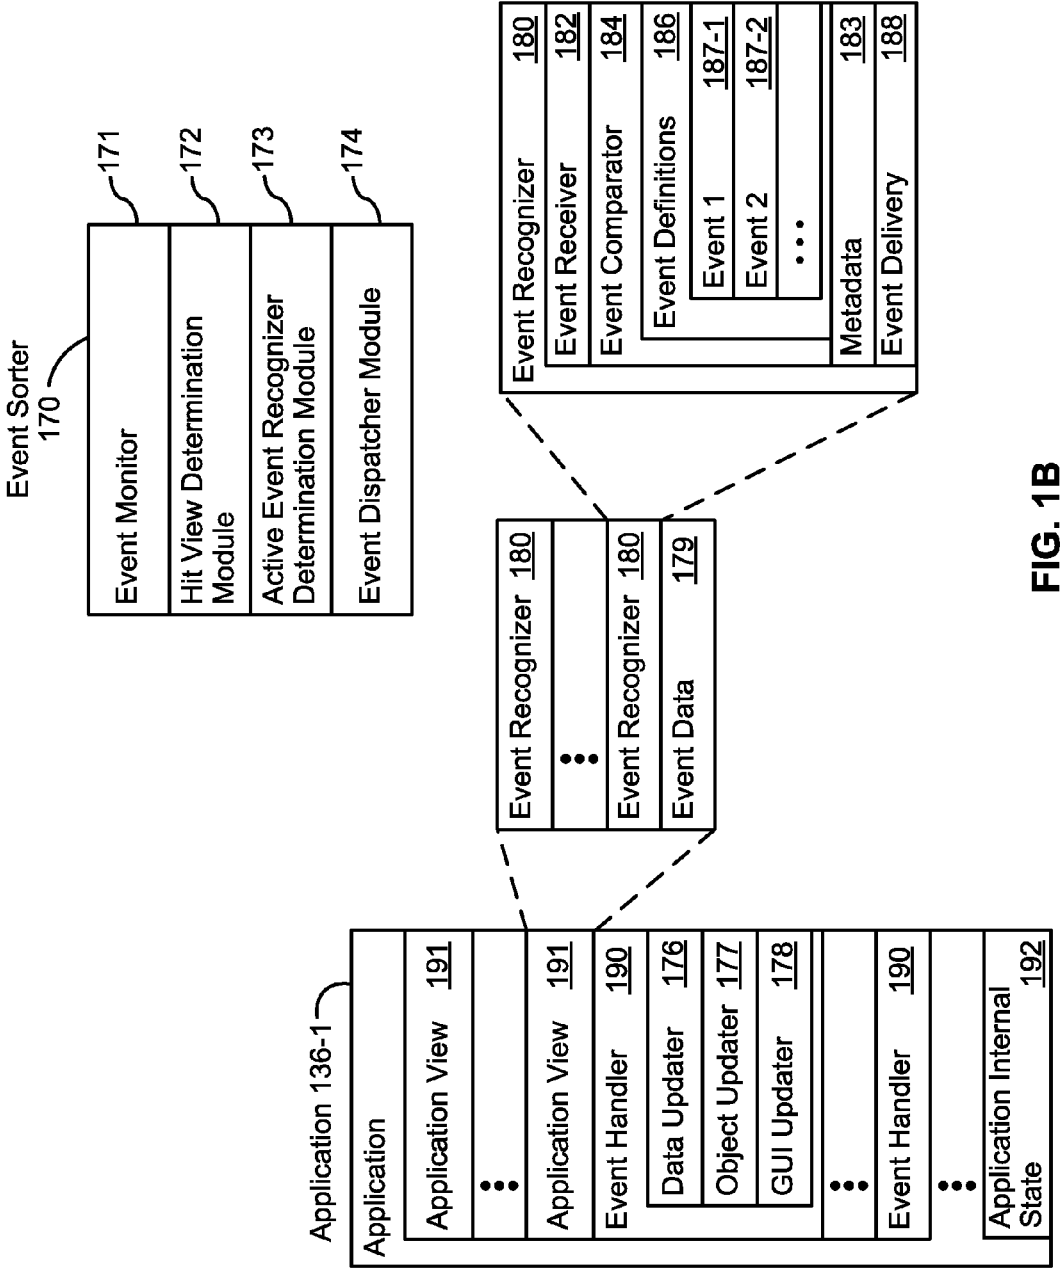 Event Sorter
170
Event Monitor
171
Hit View Determination
Module
172
Active Event Recognizer
Determination Module
173
Event Dispatcher Module
174
Application 136-1
Application
Application View 191
•••
Application View 191
Event Handler 190
Data Updater 176
Object Updater 177
GUI Updater 178
•••
Event Handler 190
•••
Application Internal
State 192
Event Recognizer 180
•••
Event Recognizer 180
Event Data 179
Event Recognizer 180
Event Receiver 182
Event Comparator 184
Event Definitions 186
Event 1 187-1
Event 2 187-2
•••
Metadata 183
Event Delivery 188
FIG. 1B